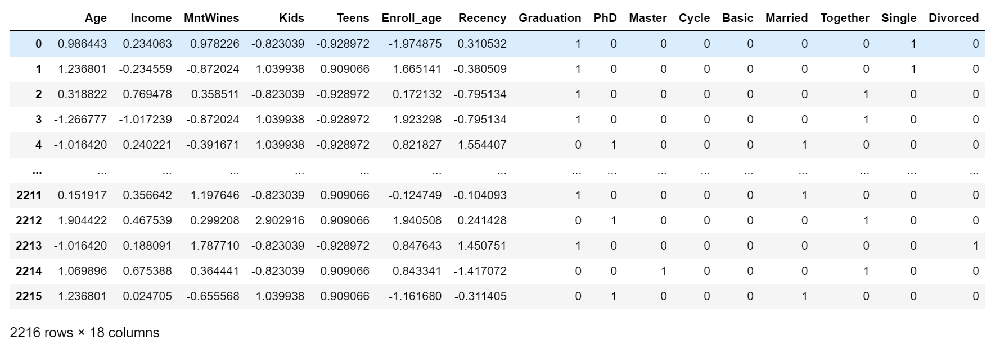 Age Income MntWines Kids Teens Enroll_age Recency Graduation PhD Master Cycle Basic Married Together Single Divorced
0 0.986443 0.234063 0.978226 -0.823039 -0.928972 -1.974875 0.310532 1 0 0 0 0 0 0 1 0
1 1.236801 -0.234559 -0.872024 1.039938 0.909066 1.665141 -0.380509 1 0 0 0 0 0 0 1 0
2 0.318822 0.769478 0.358511 -0.823039 -0.928972 0.172132 -0.795134 1 0 0 0 0 0 1 0 0
3 -1.266777 -1.017239 -0.872024 1.039938 -0.928972 1.923298 -0.795134 1 0 0 0 0 0 1 0 0
4 -1.016420 0.240221 -0.391671 1.039938 -0.928972 0.821827 1.554407 0 1 0 0 0 1 0 0 0
... ... ... ... ... ... ... ... ... ... ... ... ... ... ... ... ...
2211 0.151917 0.356642 1.197646 -0.823039 0.909066 -0.124749 -0.104093 1 0 0 0 0 1 0 0 0
2212 1.904422 0.467539 0.299208 2.902916 0.909066 1.940508 0.241428 0 1 0 0 0 0 1 0 0
2213 -1.016420 0.188091 1.787710 -0.823039 -0.928972 0.847643 1.450751 1 0 0 0 0 0 0 0 1
2214 1.069896 0.675388 0.364441 -0.823039 0.909066 0.843341 -1.417072 0 0 1 0 0 0 1 0 0
2215 1.236801 0.024705 -0.655568 1.039938 0.909066 -1.161680 -0.311405 0 1 0 0 0 1 0 0 0
2216 rows × 18 columns